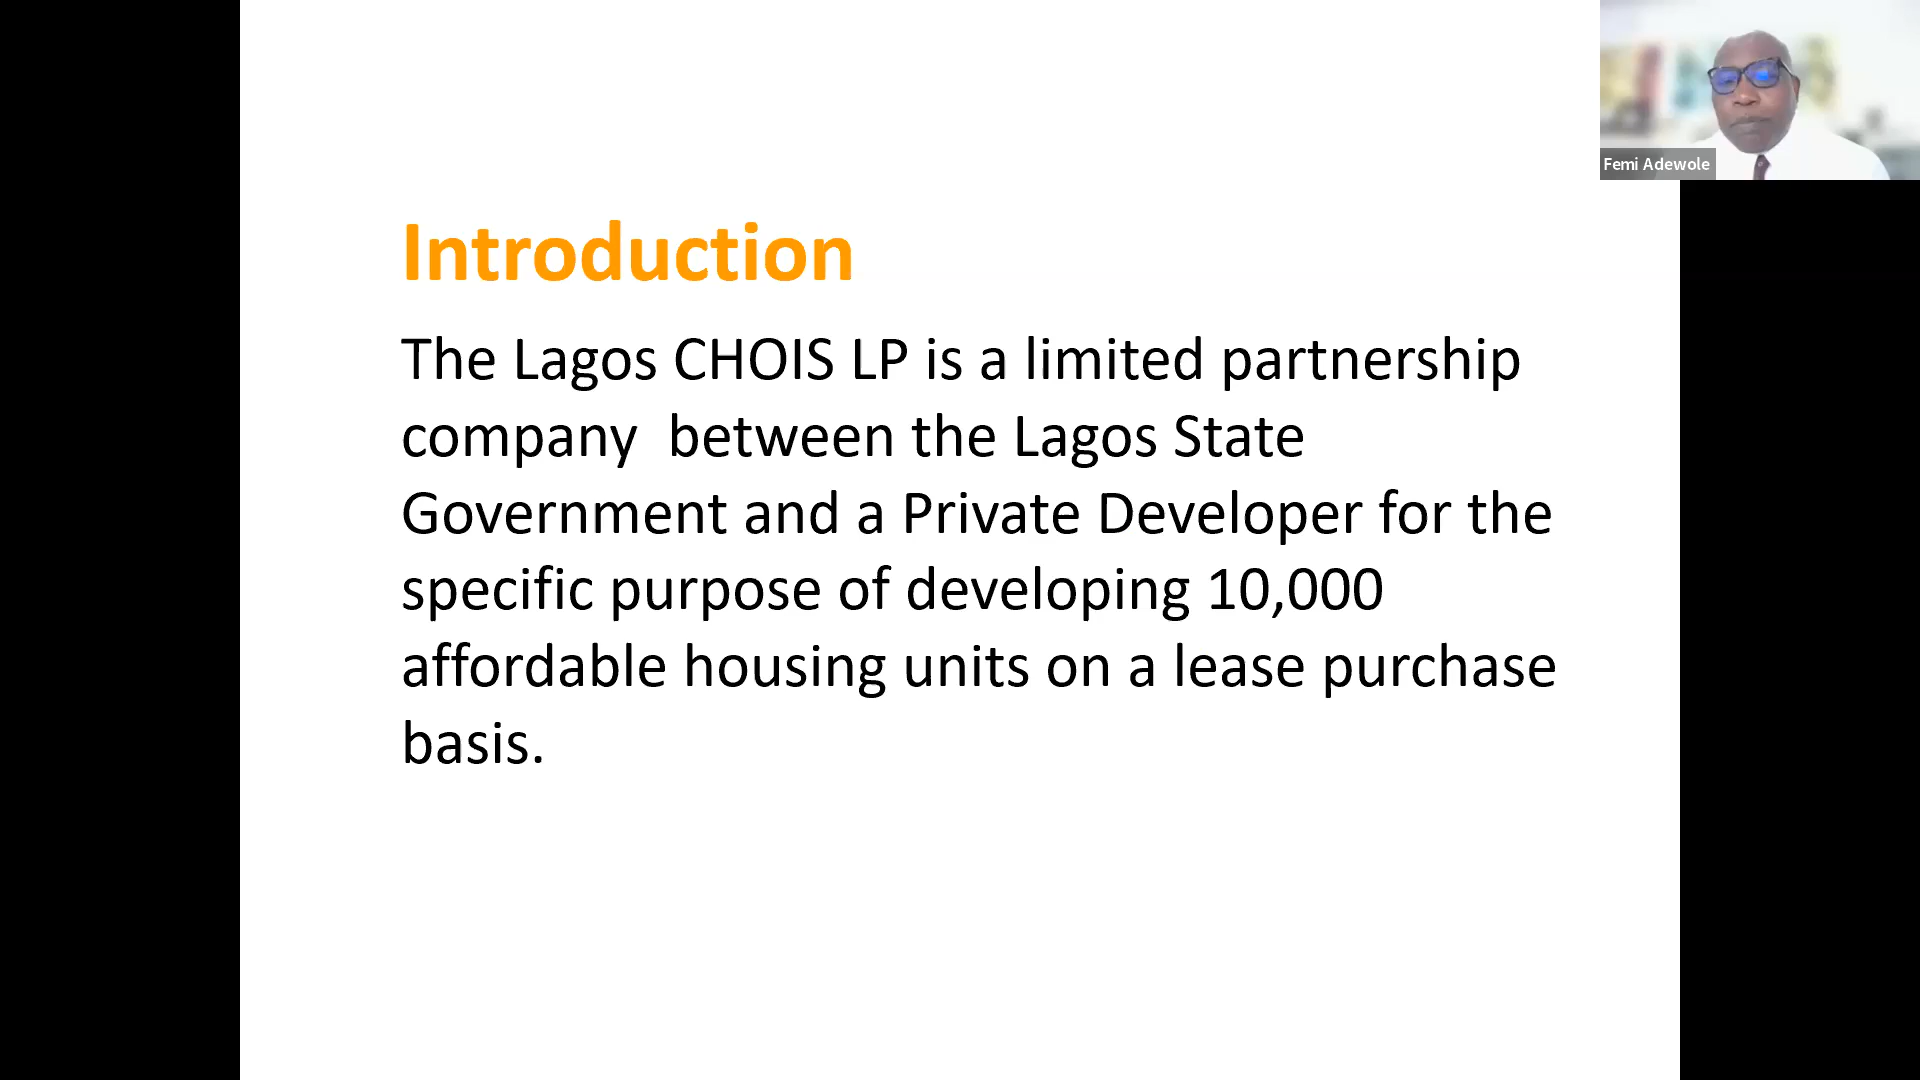 Femi Adewole
Introduction
The Lagos CHOIS LP is a limited partnership
company  between the Lagos State
Government and a Private Developer for the
specific purpose of developing 10,000
affordable housing units on a lease purchase
basis.